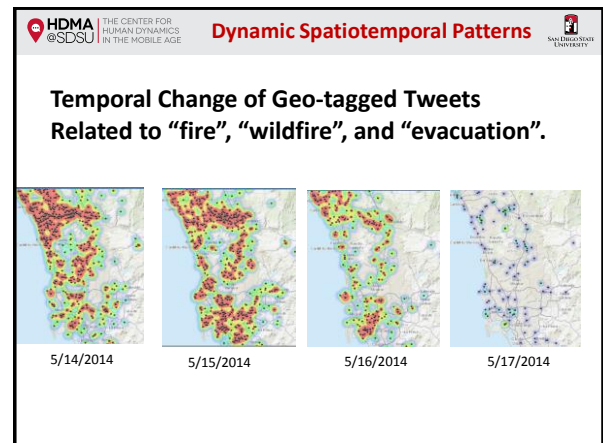 HDMA
@SDSU
THE CENTER FOR
HUMAN DYNAMICS
IN THE MOBILE AGE
Dynamic Spatiotemporal Patterns
SAN DIEGO STATE
UNIVERSITY
Temporal Change of Geo-tagged Tweets
Related to “fire”, “wildfire”, and “evacuation”.
5/14/2014
5/15/2014
5/16/2014
5/17/2014